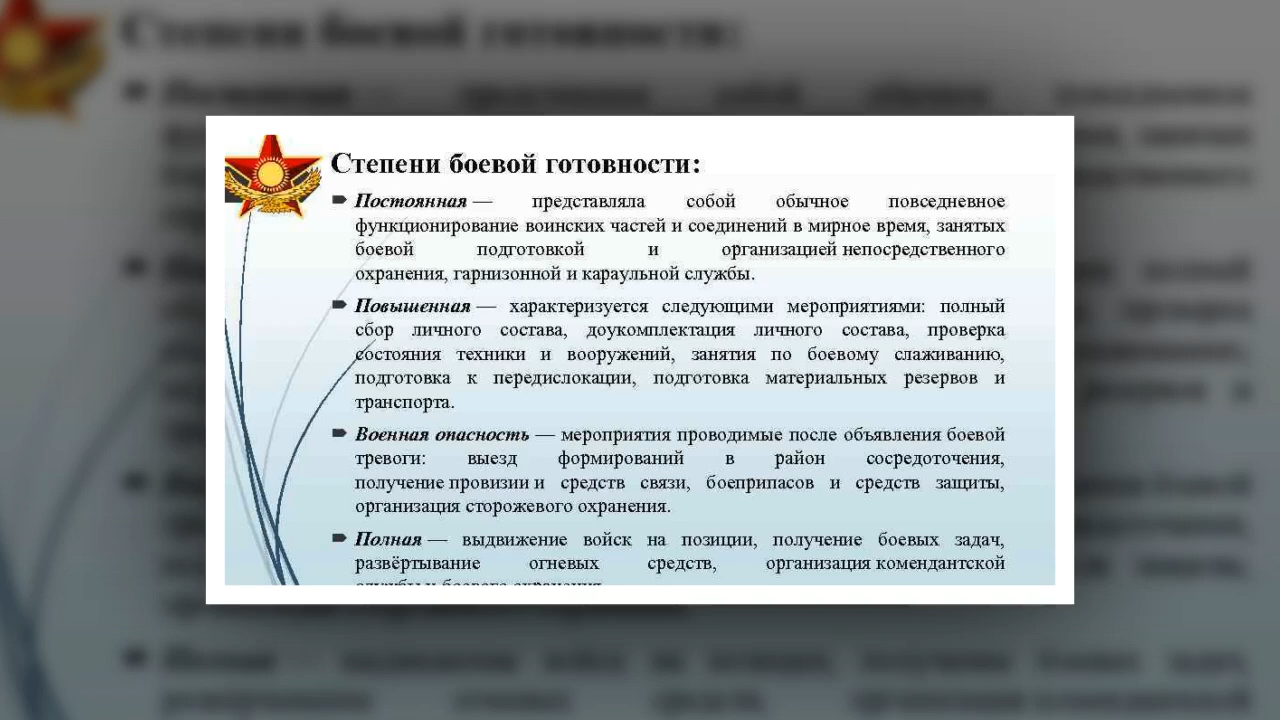 Степени боевой готовности:
Постоянная — представляла собой обычное повседневное
функционирование воинских частей и соединений в мирное время, занятых
боевой подготовкой и организацией непосредственного
охранения, гарнизонной и караульной службы.
Повышенная — характеризуется следующими мероприятиями: полный
сбор личного состава, доукомплектация личного состава, проверка
состояния техники и вооружений, занятия по боевому слаживанию,
подготовка к передислокации, подготовка материальных резервов и
транспорта.
Военная опасность — мероприятия проводимые после объявления боевой
тревоги: выезд формирований в район сосредоточения,
получение провизии и средств связи, боеприпасов и средств защиты,
организация сторожевого охранения.
Полная — выдвижение войск на позиции, получение боевых задач,
развёртывание огневых средств, организация комендантской
службы и боевого охранения.